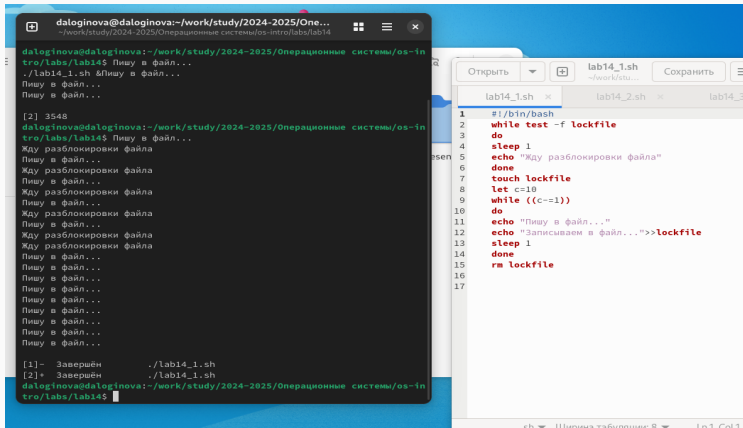 daloginova@daloginova:~/work/study/2024-2025/One...
~/work/study/2024-2025/Операционные системы/os-intro/labs/lab14
daloginova@daloginova:~/work/study/2024-2025/Операционные системы/os-in
tro/labs/lab14$ Пишу в файл...
./lab14_1.sh &Пишу в файл...
Пишу в файл...
Пишу в файл...
[2] 3548
daloginova@daloginova:~/work/study/2024-2025/Операционные системы/os-in
tro/labs/lab14$ Пишу в файл...
Жду разблокировки файла
Пишу в файл...
Жду разблокировки файла
Пишу в файл...
Жду разблокировки файла
Пишу в файл...
Жду разблокировки файла
Пишу в файл...
Жду разблокировки файла
Жду разблокировки файла
Пишу в файл...
Пишу в файл...
Пишу в файл...
Пишу в файл...
Пишу в файл...
Пишу в файл...
Пишу в файл...
Пишу в файл...
Пишу в файл...
[1]- Завершён ./lab14_1.sh
[2]+ Завершён ./lab14_1.sh
daloginova@daloginova:~/work/study/2024-2025/Операционные системы/os-in
tro/labs/lab14$
esen
Открыть
lab14_1.sh
~/work/stu...
Сохранить
lab14_1.sh × lab14_2.sh × lab14_3
1 #!/bin/bash
2 while test -f lockfile
3 do
4 sleep 1
5 echo "Жду разблокировки файла"
6 done
7 touch lockfile
8 let c=10
9 while ((c-=1))
10 do
11 echo "Пишу в файл..."
12 echo "Записываем в файл...">>lockfile
13 sleep 1
14 done
15 rm lockfile
16
17
sh Ширина табуляции: 8 Ln 1, Col 1